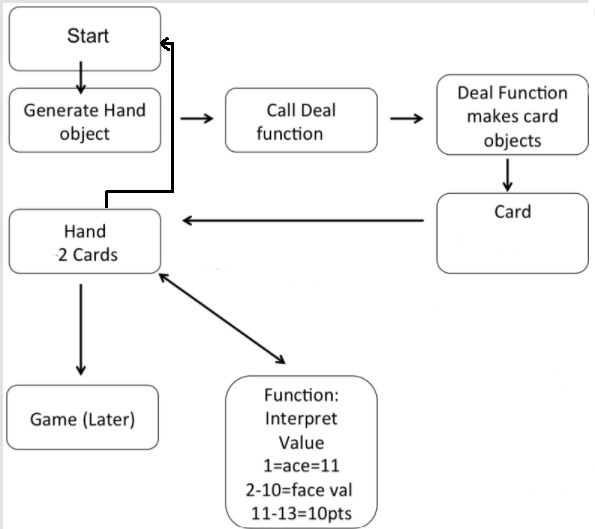 Start
Generate Hand
object
Call Deal
function
Deal Function
makes card
objects
Card
Hand
2 Cards
Game (Later)
Function:
Interpret
Value
1=ace=11
2-10=face val
11-13=10pts